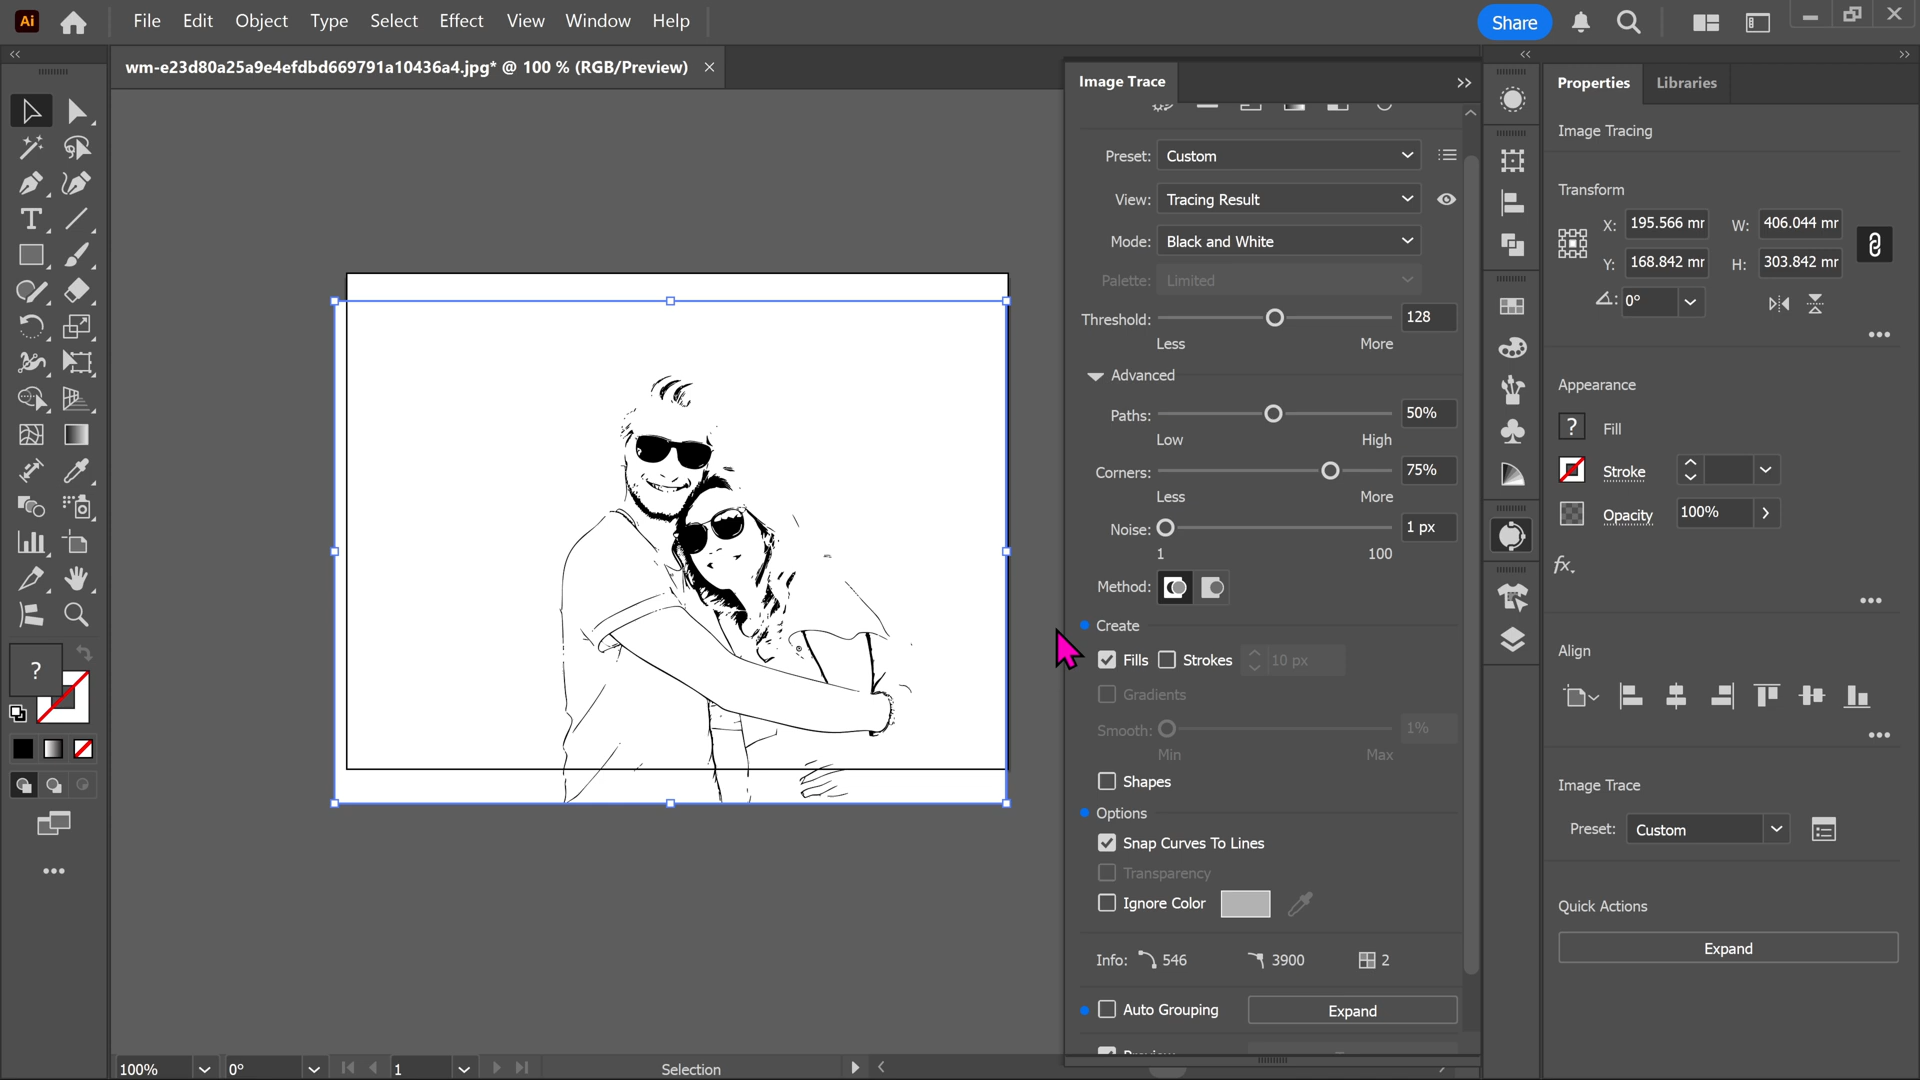 Ai
File Edit Object Type Select Effect View Window Help
Share
wm-e23d80a25a9e4efdbd669791a10436a4.jpg* @ 100 % (RGB/Preview)
Image Trace
Preset: Custom
View: Tracing Result
Mode: Black and White
Palette: Limited
Threshold: 128
Less More
Advanced
Paths: 50%
Low High
Corners: 75%
Less More
Noise: 1 px
1 100
Method:
Create
Fills Strokes 10 px
Gradients
Smooth: 1%
Min Max
Shapes
Options
Snap Curves To Lines
Transparency
Ignore Color
Info: 546 3900 2
Auto Grouping Expand
Properties Libraries
Image Tracing
Transform
X: 195.566 mr W: 406.044 mr
Y: 168.842 mr H: 303.842 mr
0°
Appearance
? Fill
Stroke
Opacity 100%
fx.
Align
Image Trace
Preset: Custom
Quick Actions
Expand
?
100% 0° 1 Selection